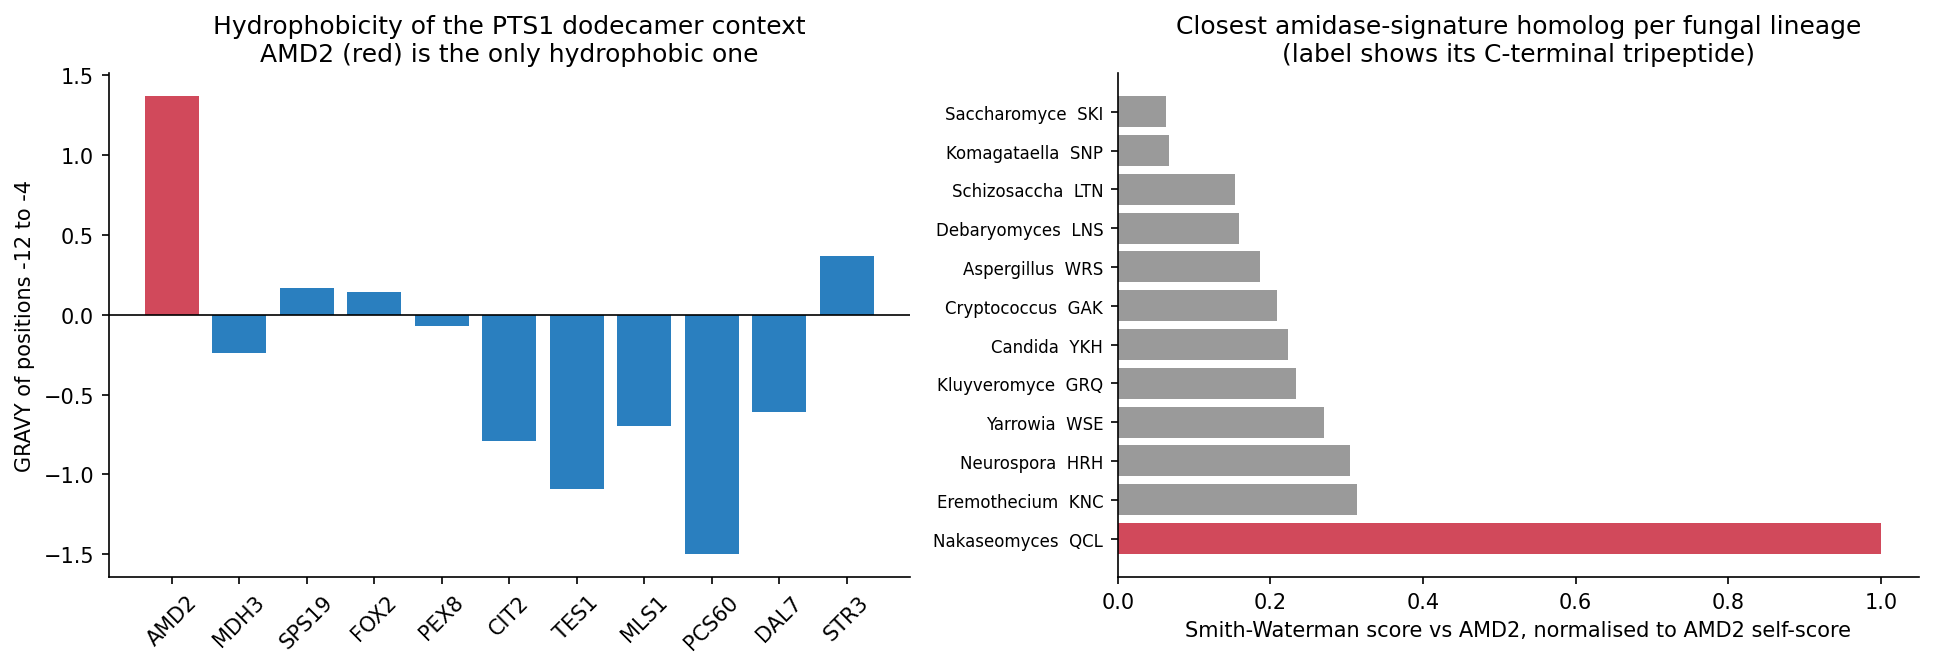 Hydrophobicity of the PTS1 dodecamer context
AMD2 (red) is the only hydrophobic one
GRAVY of positions -12 to -4
1.5
1.0
0.5
0.0
−0.5
−1.0
−1.5
AMD2
MDH3
SPS19
FOX2
PEX8
CIT2
TES1
MLS1
PCS60
DAL7
STR3
Closest amidase-signature homolog per fungal lineage
(label shows its C-terminal tripeptide)
Saccharomyce SKI
Komagataella SNP
Schizosaccha LTN
Debaryomyces LNS
Aspergillus WRS
Cryptococcus GAK
Candida YKH
Kluyveromyce GRQ
Yarrowia WSE
Neurospora HRH
Eremothecium KNC
Nakaseomyces QCL
0.0
0.2
0.4
0.6
0.8
1.0
Smith-Waterman score vs AMD2, normalised to AMD2 self-score